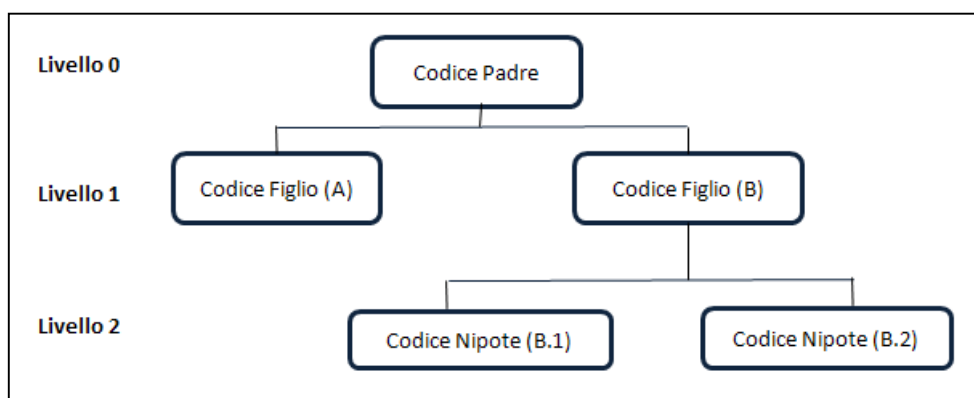 Livello 0
Codice Padre
Livello 1
Codice Figlio (A)
Codice Figlio (B)
Livello 2
Codice Nipote (B.1)
Codice Nipote (B.2)